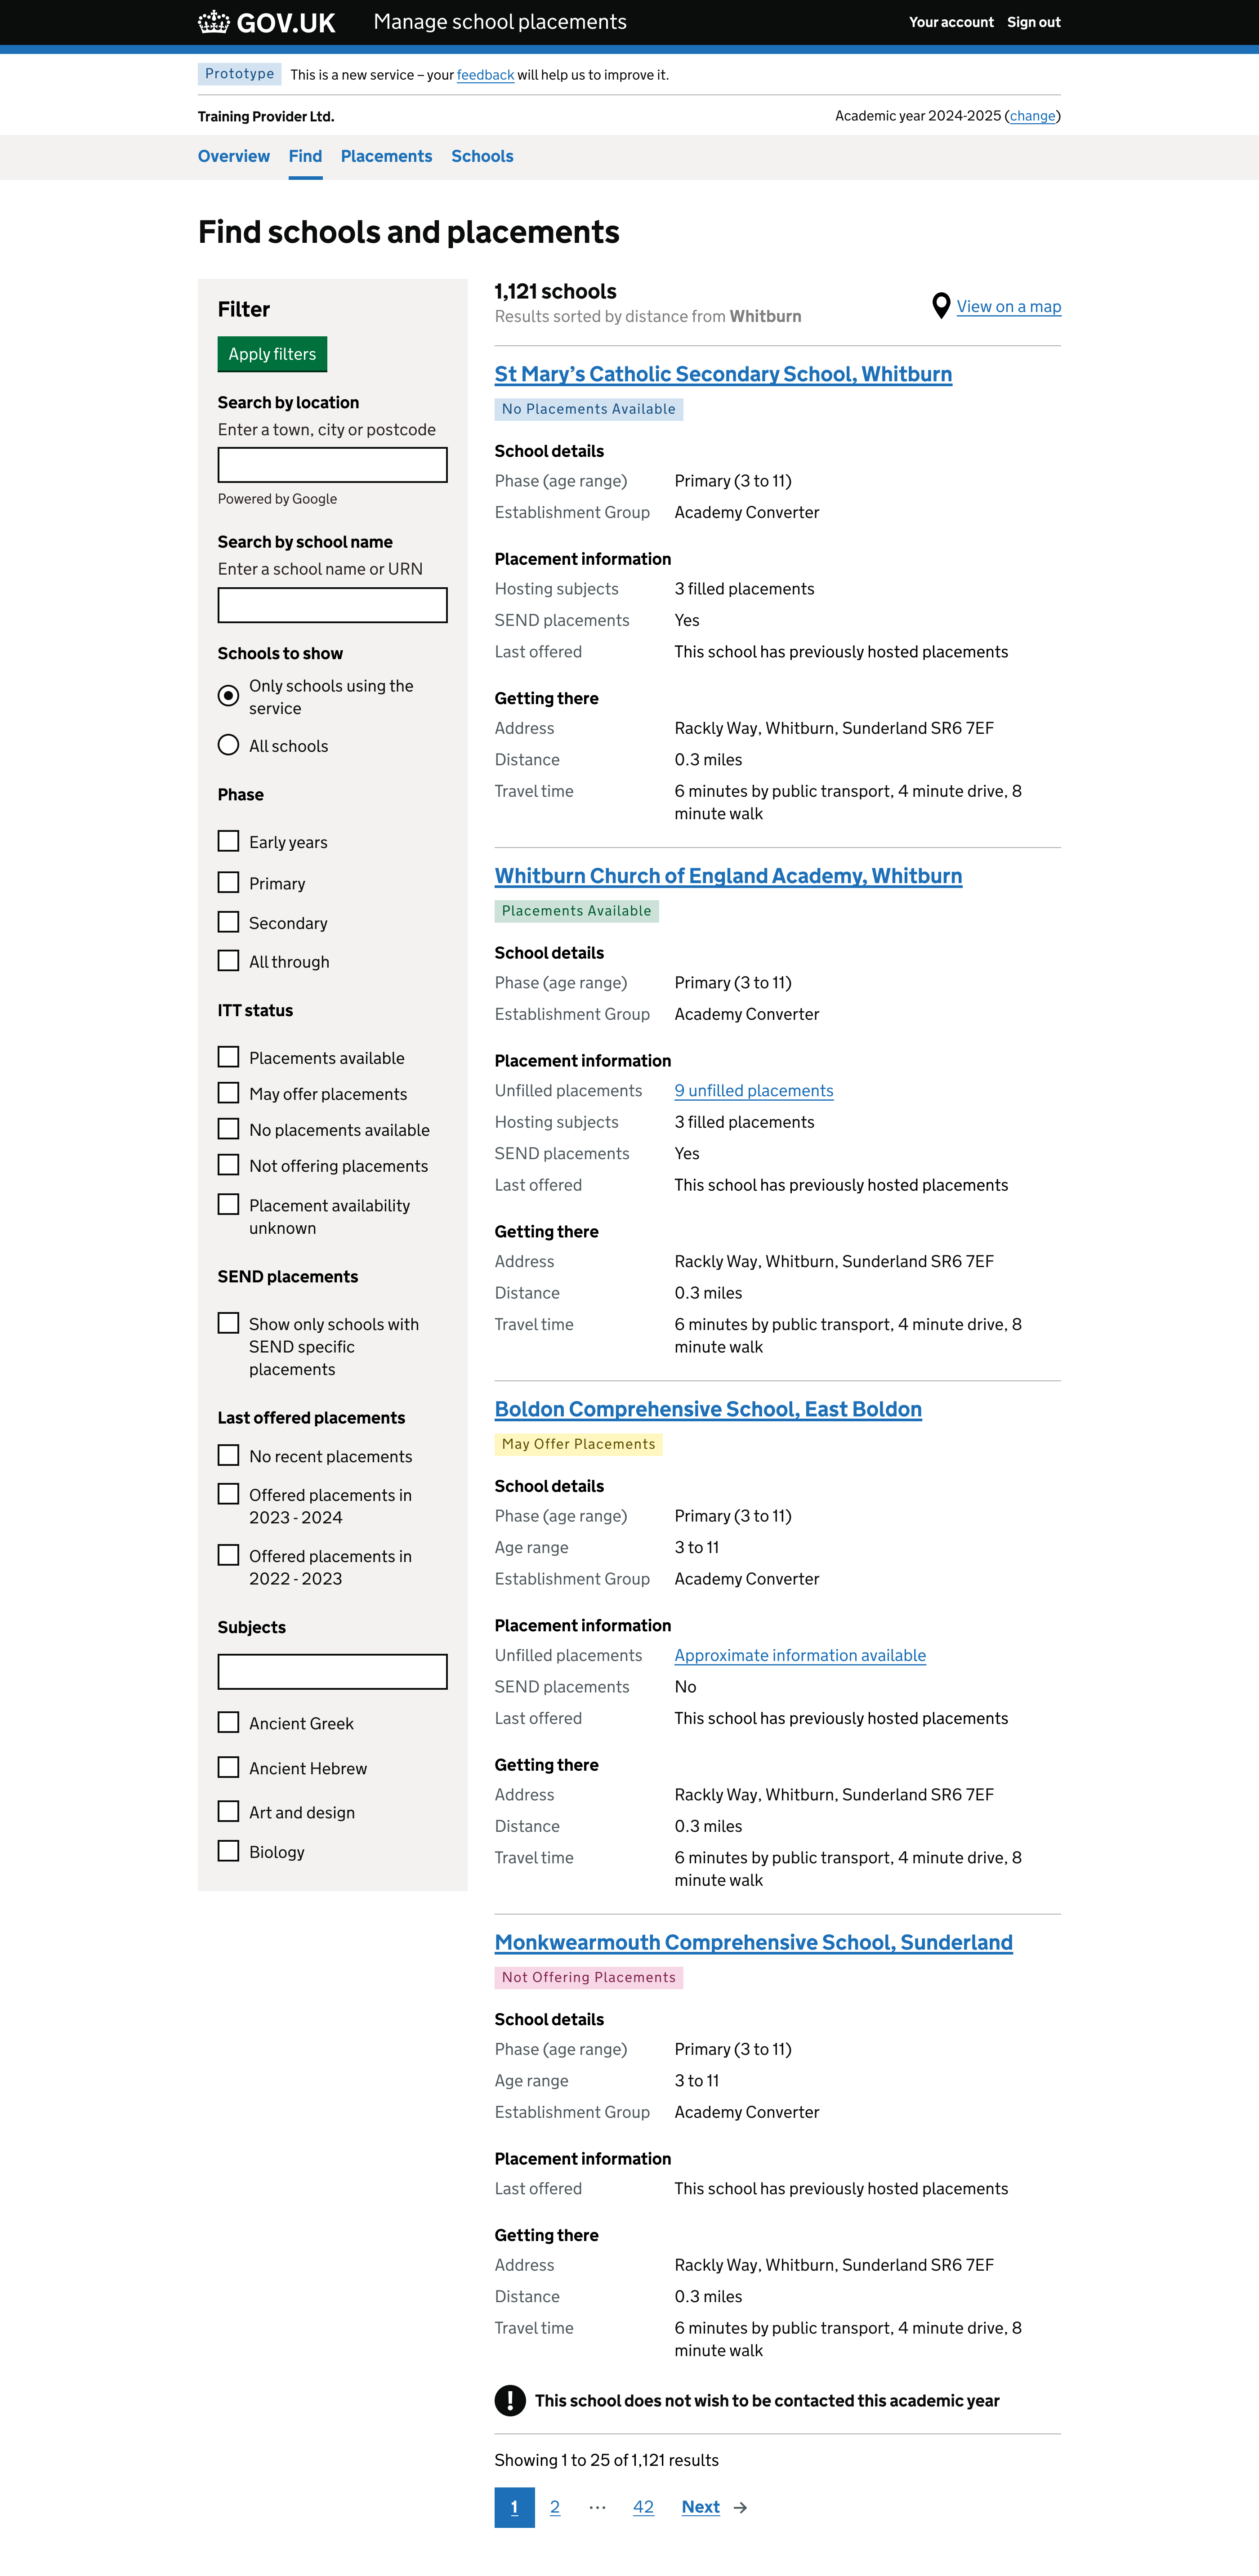 GOV.UK Manage school placements Your account Sign out
Prototype This is a new service – your feedback will help us to improve it.
Training Provider Ltd. Academic year 2024-2025 (change)
Overview Find Placements Schools
Find schools and placements
Filter
Apply filters
Search by location
Enter a town, city or postcode
Powered by Google
Search by school name
Enter a school name or URN
Schools to show
Only schools using the
service
All schools
Phase
Early years
Primary
Secondary
All through
ITT status
Placements available
May offer placements
No placements available
Not offering placements
Placement availability
unknown
SEND placements
Show only schools with
SEND specific
placements
Last offered placements
No recent placements
Offered placements in
2023 - 2024
Offered placements in
2022 - 2023
Subjects
Ancient Greek
Ancient Hebrew
Art and design
Biology
1,121 schools
Results sorted by distance from Whitburn
View on a map
St Mary’s Catholic Secondary School, Whitburn
No Placements Available
School details
Phase (age range) Primary (3 to 11)
Establishment Group Academy Converter
Placement information
Hosting subjects 3 filled placements
SEND placements Yes
Last offered This school has previously hosted placements
Getting there
Address Rackly Way, Whitburn, Sunderland SR6 7EF
Distance 0.3 miles
Travel time 6 minutes by public transport, 4 minute drive, 8
minute walk
Whitburn Church of England Academy, Whitburn
Placements Available
School details
Phase (age range) Primary (3 to 11)
Establishment Group Academy Converter
Placement information
Unfilled placements 9 unfilled placements
Hosting subjects 3 filled placements
SEND placements Yes
Last offered This school has previously hosted placements
Getting there
Address Rackly Way, Whitburn, Sunderland SR6 7EF
Distance 0.3 miles
Travel time 6 minutes by public transport, 4 minute drive, 8
minute walk
Boldon Comprehensive School, East Boldon
May Offer Placements
School details
Phase (age range) Primary (3 to 11)
Age range 3 to 11
Establishment Group Academy Converter
Placement information
Unfilled placements Approximate information available
SEND placements No
Last offered This school has previously hosted placements
Getting there
Address Rackly Way, Whitburn, Sunderland SR6 7EF
Distance 0.3 miles
Travel time 6 minutes by public transport, 4 minute drive, 8
minute walk
Monkwearmouth Comprehensive School, Sunderland
Not Offering Placements
School details
Phase (age range) Primary (3 to 11)
Age range 3 to 11
Establishment Group Academy Converter
Placement information
Last offered This school has previously hosted placements
Getting there
Address Rackly Way, Whitburn, Sunderland SR6 7EF
Distance 0.3 miles
Travel time 6 minutes by public transport, 4 minute drive, 8
minute walk
! This school does not wish to be contacted this academic year
Showing 1 to 25 of 1,121 results
1 2 ⋯ 42 Next →